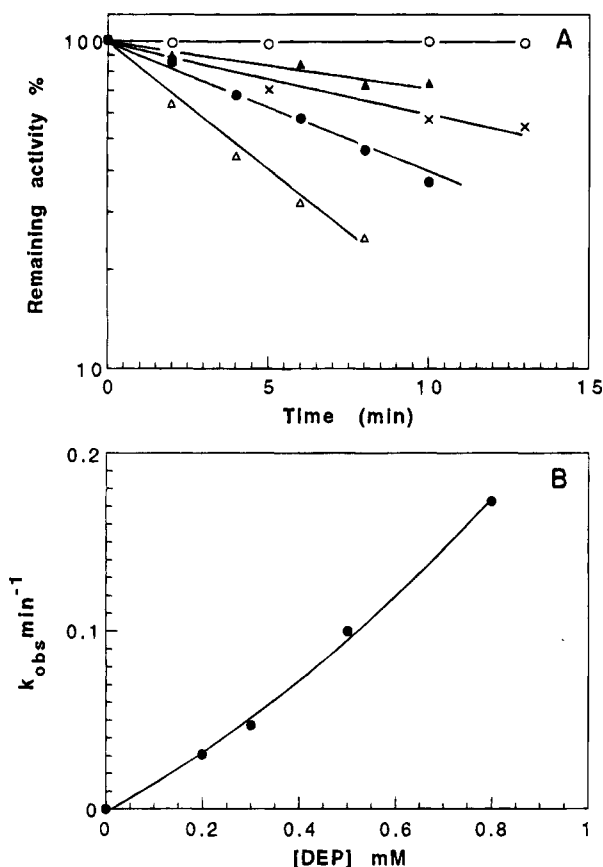 A
100
10
Remaining activity %
0 5 10 15
Time (min)
B
0.2
0.1
0
k_obs min⁻¹
0 0.2 0.4 0.6 0.8 1
[DEP] mM